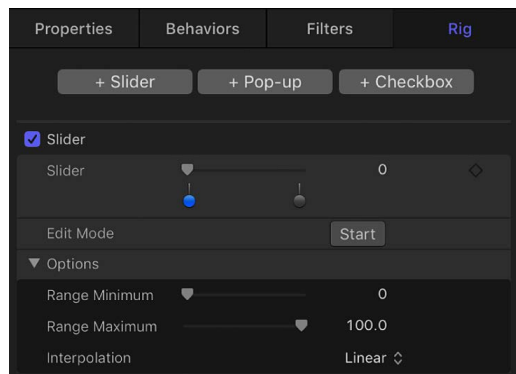 Properties Behaviors Filters Rig
+ Slider + Pop-up + Checkbox
Slider
Slider 0
Edit Mode Start
Options
Range Minimum 0
Range Maximum 100.0
Interpolation Linear